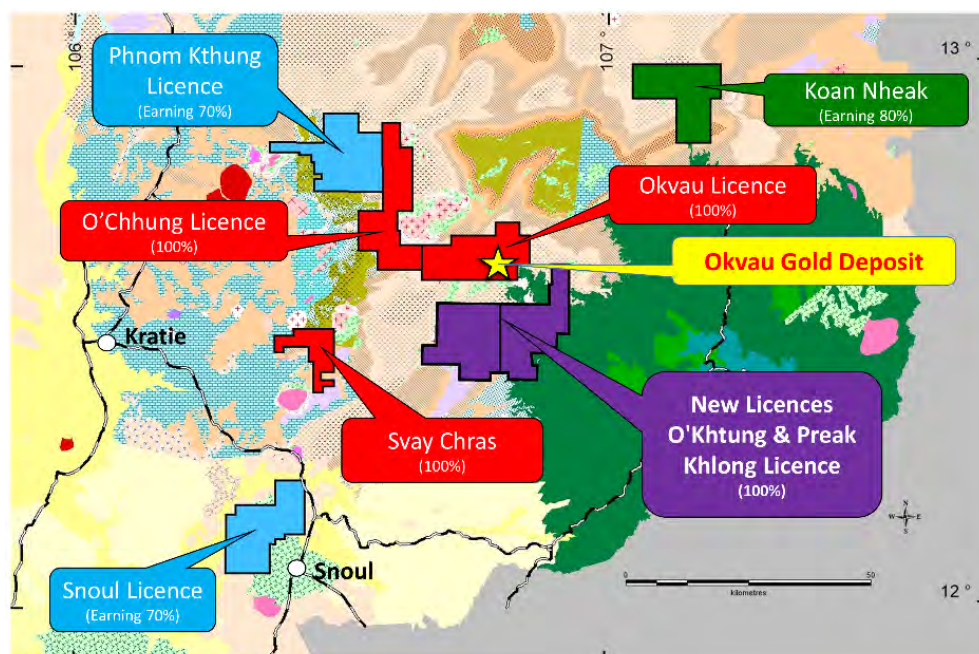 106 °
107 °
13 °
Phnom Kthung
Licence
(Earning 70%)
Koan Nheak
(Earning 80%)
Okvau Licence
(100%)
O’Chhung Licence
(100%)
Okvau Gold Deposit
Kratie
New Licences
O'Khtung & Preak
Khlong Licence
(100%)
Svay Chras
(100%)
N
W E
S
Snoul
Snoul Licence
(Earning 70%)
0 50
kilometres
12 °